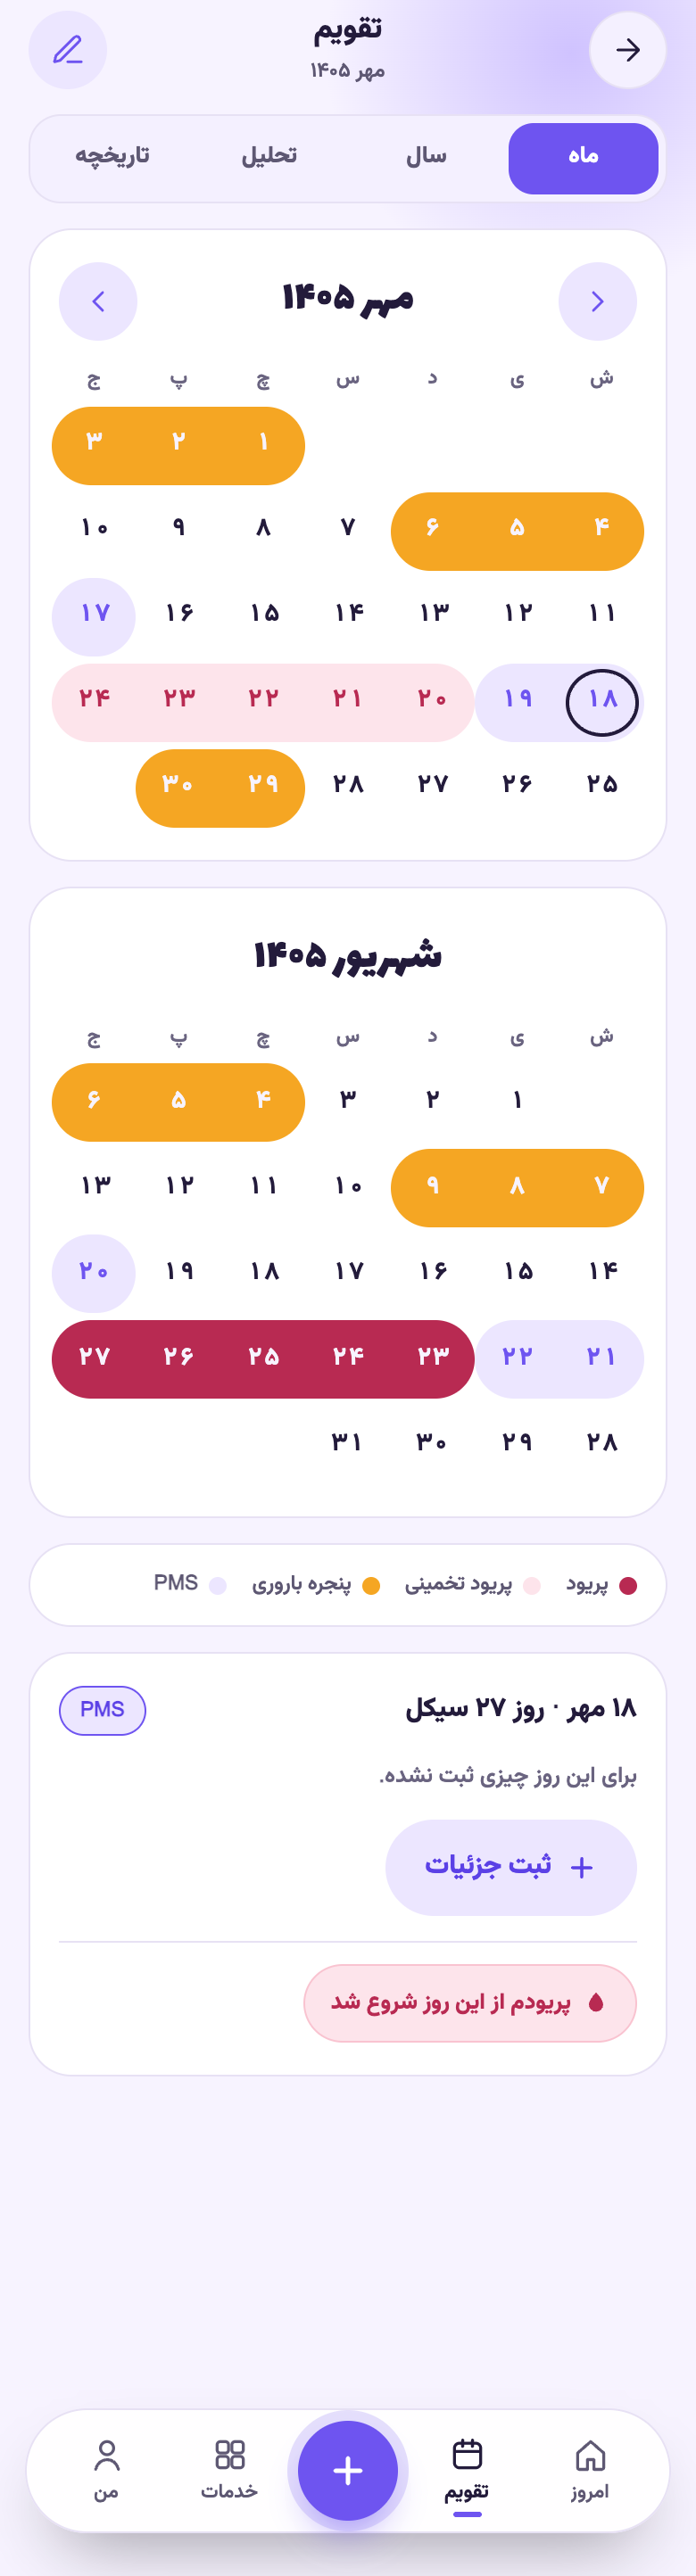 تقویم
مهر ۱۴۰۵
ماه سال تحلیل تاریخچه
مهر ۱۴۰۵
ش ی د س چ پ ج
۱ ۲ ۳
۴ ۵ ۶ ۷ ۸ ۹ ۱۰
۱۱ ۱۲ ۱۳ ۱۴ ۱۵ ۱۶ ۱۷
۱۸ ۱۹ ۲۰ ۲۱ ۲۲ ۲۳ ۲۴
۲۵ ۲۶ ۲۷ ۲۸ ۲۹ ۳۰
شهریور ۱۴۰۵
ش ی د س چ پ ج
۱ ۲ ۳ ۴ ۵ ۶
۷ ۸ ۹ ۱۰ ۱۱ ۱۲ ۱۳
۱۴ ۱۵ ۱۶ ۱۷ ۱۸ ۱۹ ۲۰
۲۱ ۲۲ ۲۳ ۲۴ ۲۵ ۲۶ ۲۷
۲۸ ۲۹ ۳۰ ۳۱
پریود پریود تخمینی پنجره باروری PMS
۱۸ مهر · روز ۲۷ سیکل PMS
برای این روز چیزی ثبت نشده.
ثبت جزئیات
پریودم از این روز شروع شد
امروز تقویم خدمات من